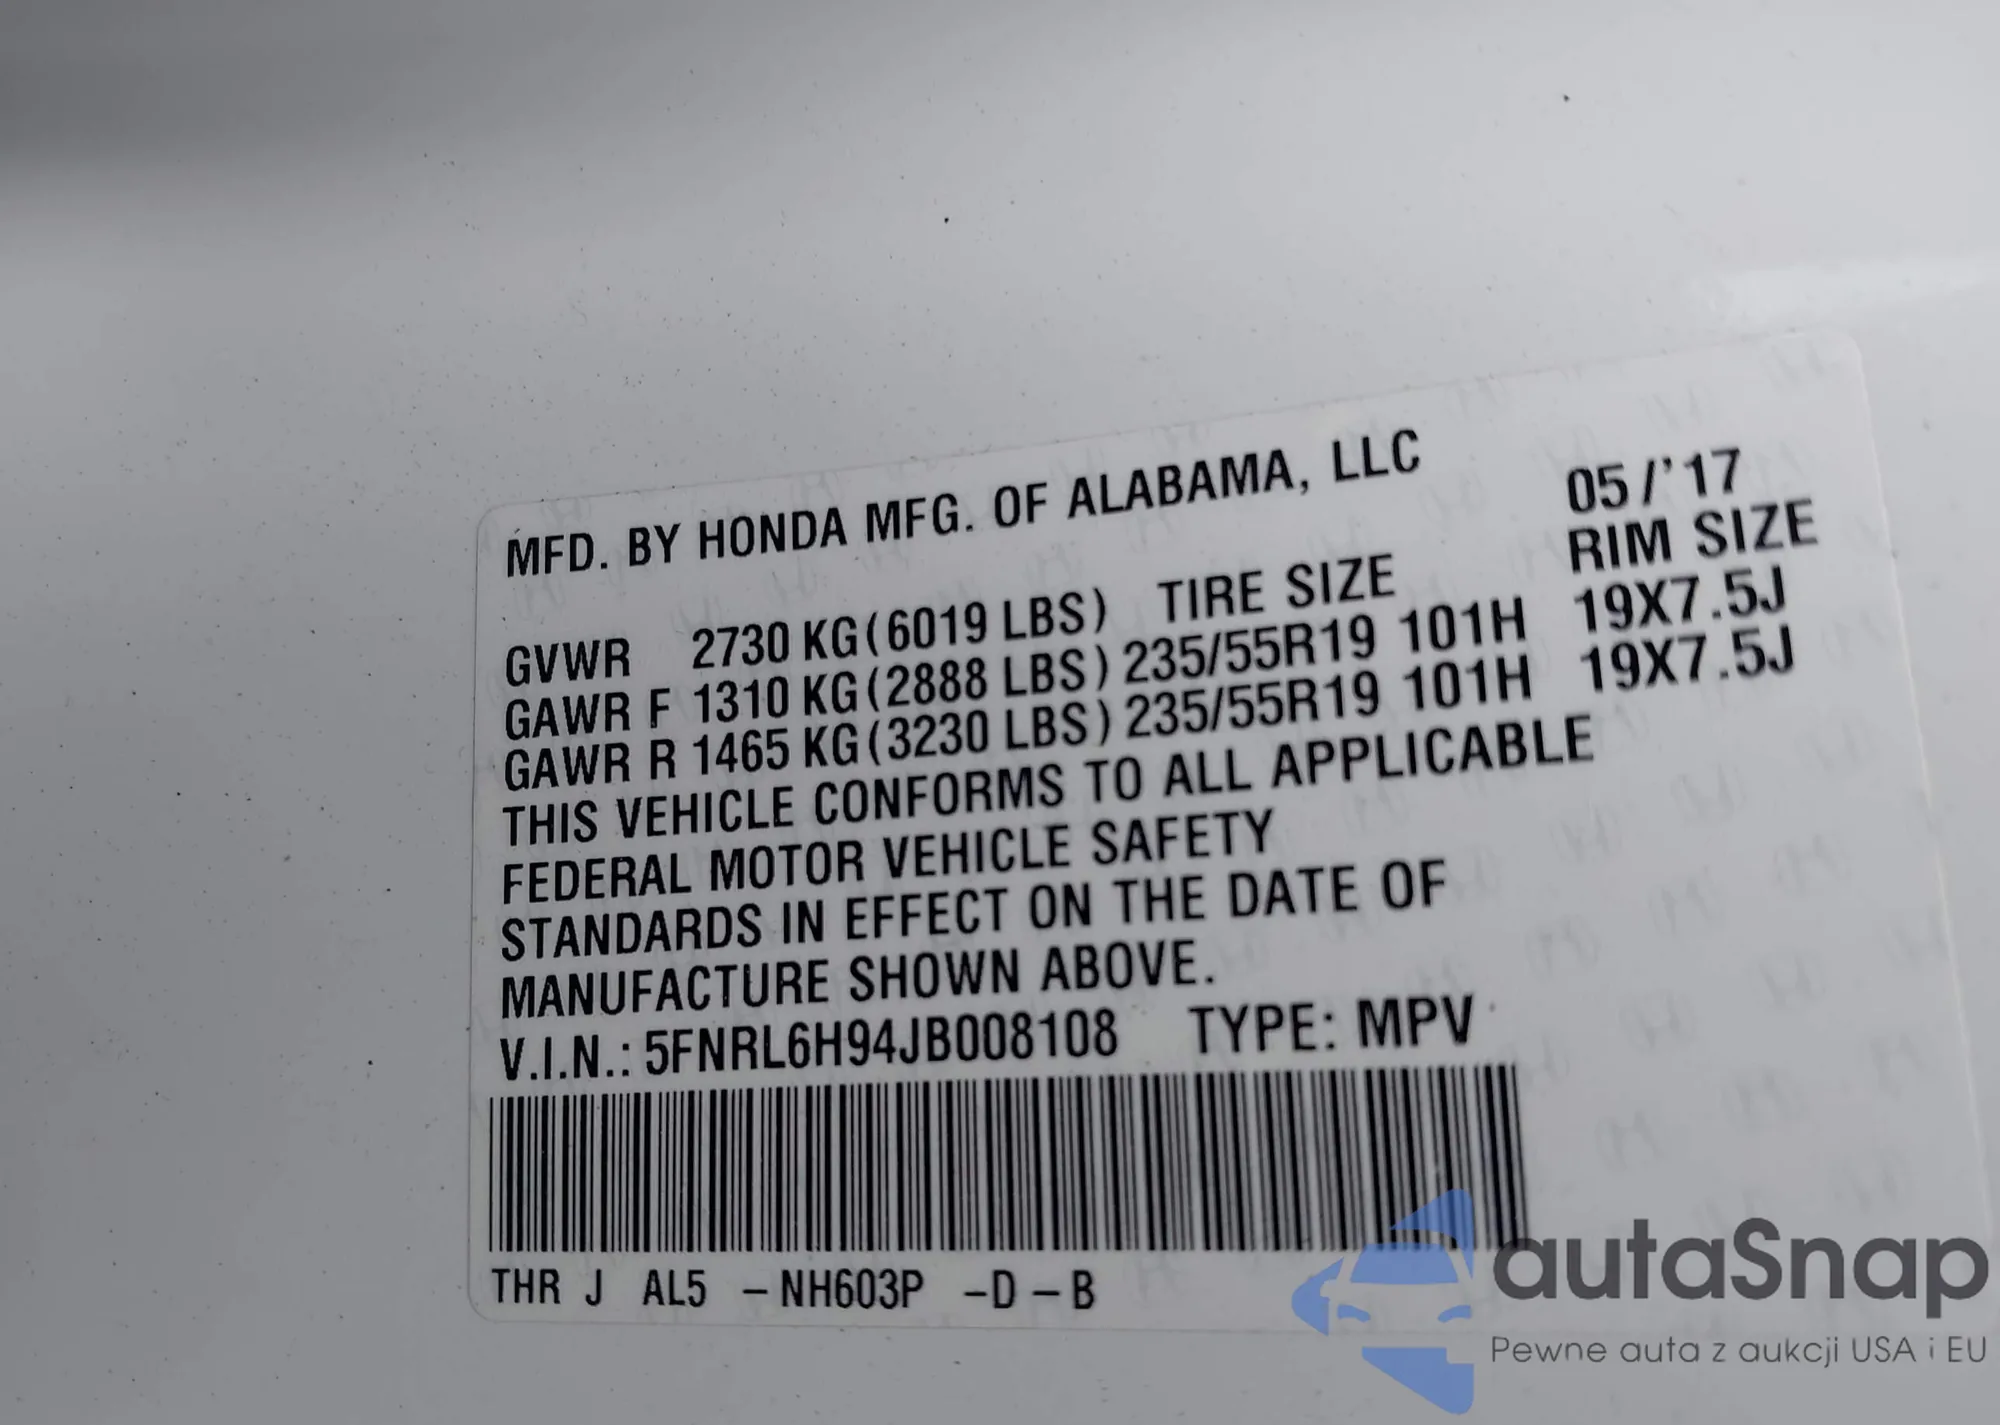 MFD. BY HONDA MFG. OF ALABAMA, LLC 05/'17
RIM SIZE
GVWR 2730 KG(6019 LBS) TIRE SIZE
GAWR F 1310 KG(2888 LBS) 235/55R19 101H 19X7.5J
GAWR R 1465 KG(3230 LBS) 235/55R19 101H 19X7.5J
THIS VEHICLE CONFORMS TO ALL APPLICABLE
FEDERAL MOTOR VEHICLE SAFETY
STANDARDS IN EFFECT ON THE DATE OF
MANUFACTURE SHOWN ABOVE.
V.I.N.: 5FNRL6H94JB008108 TYPE: MPV
THR J AL5 –NH603P –D–B
autaSnap
Pewne auta z aukcji USA i EU